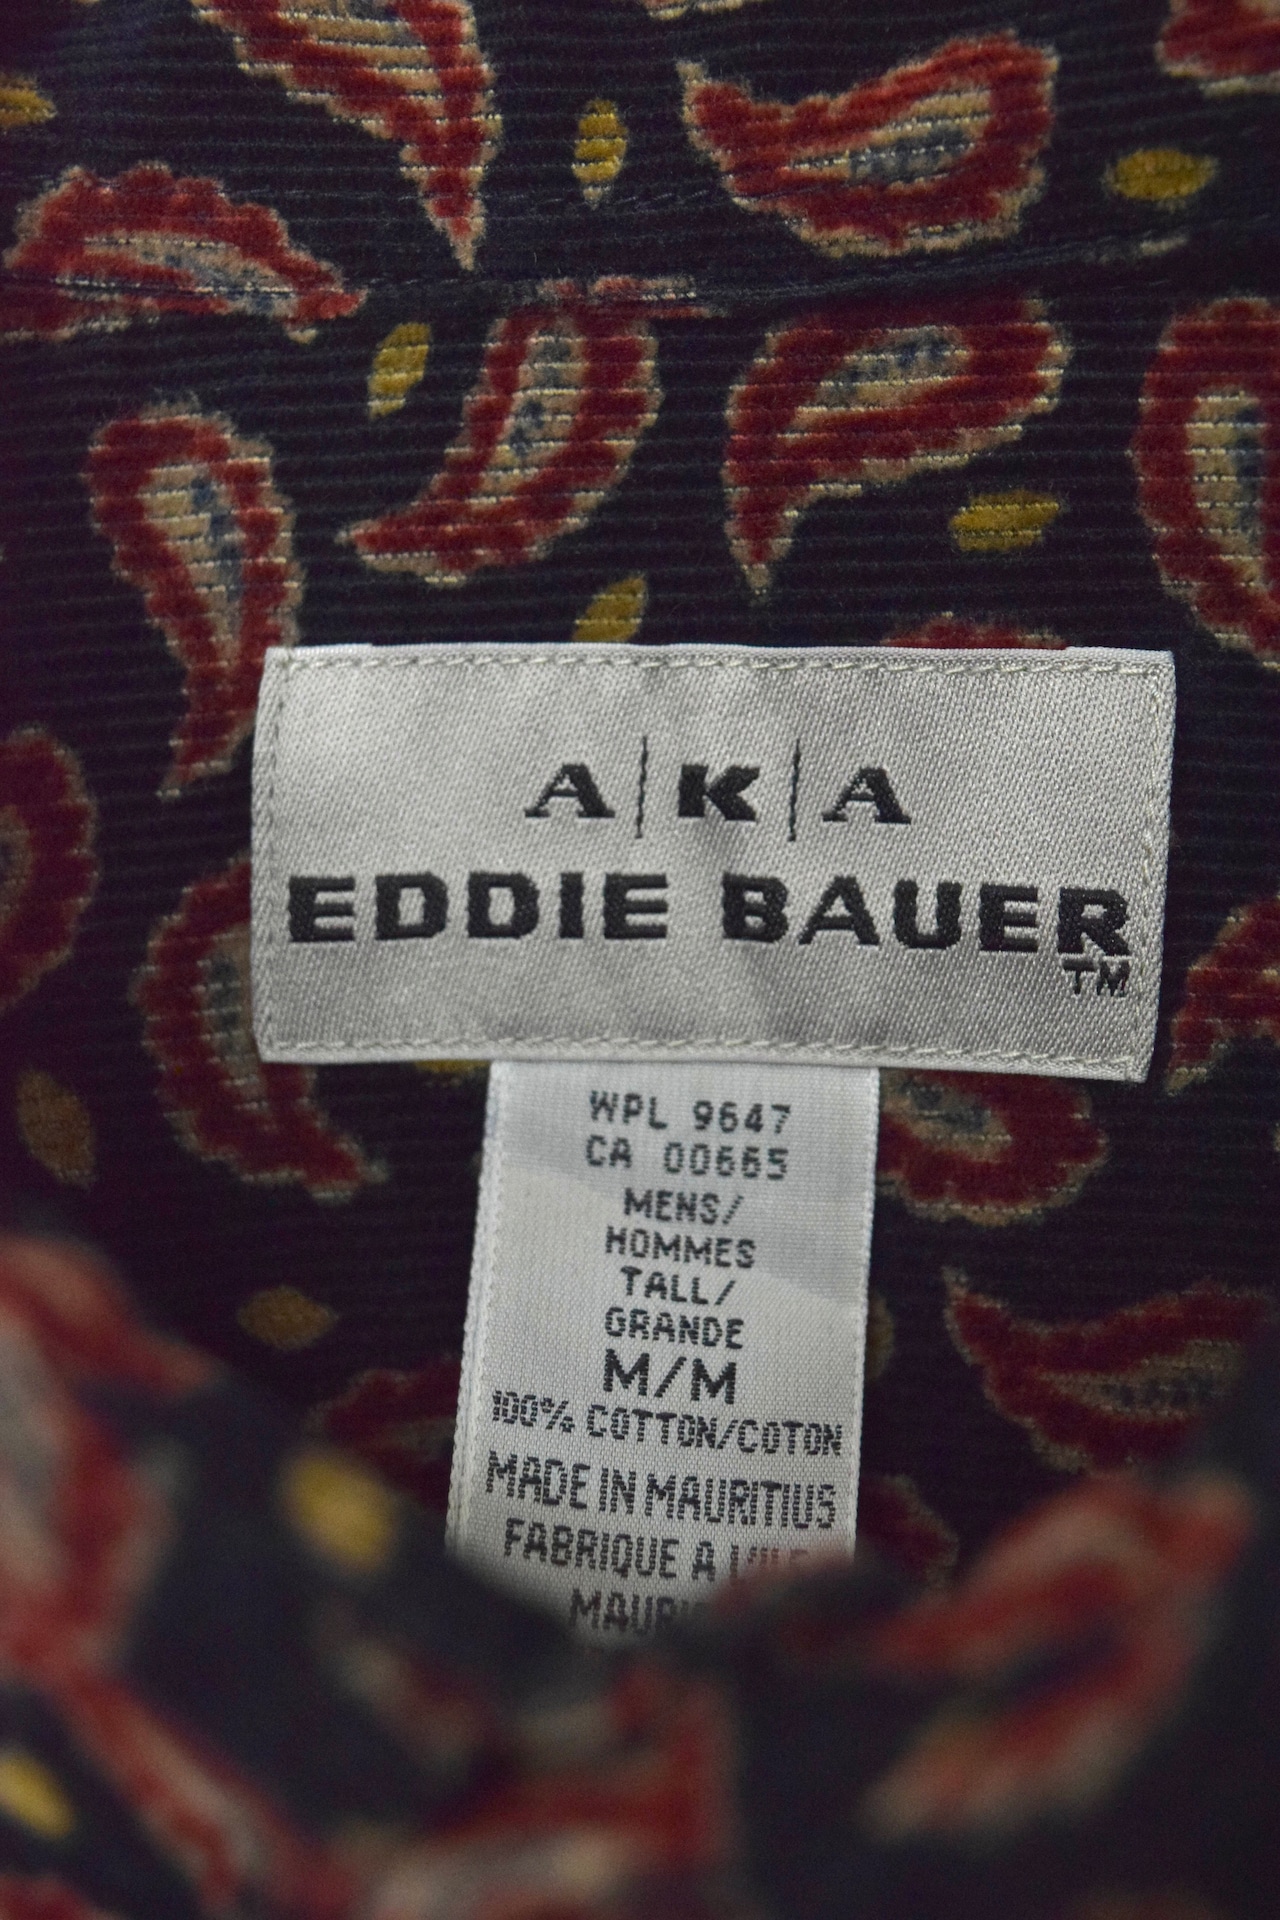 A|K|A
EDDIE BAUER
TM
WPL 9647
CA 00665
MENS/
HOMMES
TALL/
GRANDE
M/M
100% COTTON/COTON
MADE IN MAURITIUS
FABRIQUE A